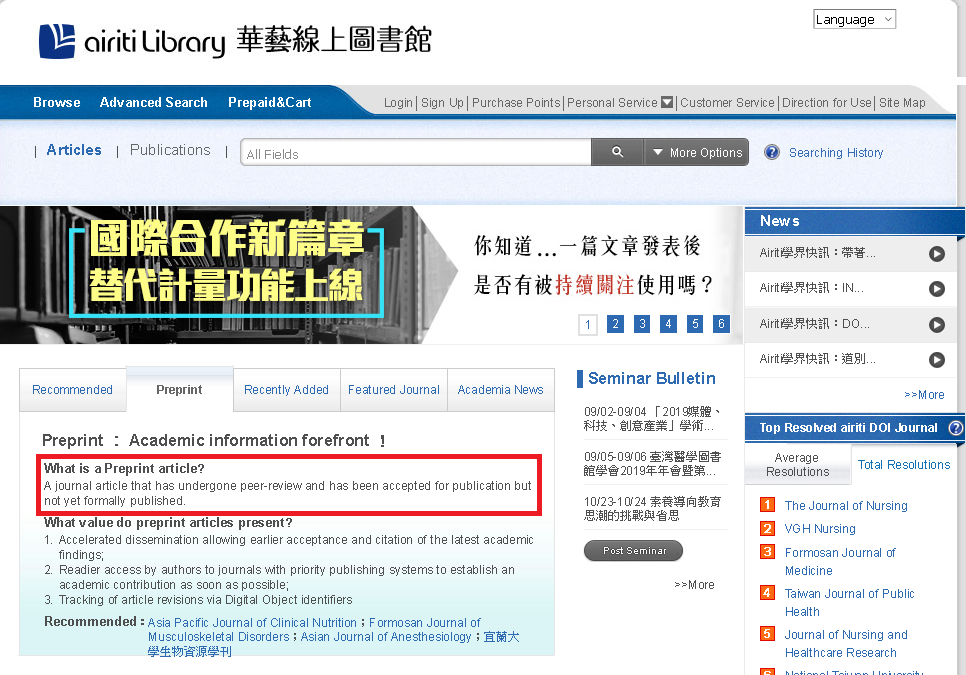 Language
airiti Library 華藝線上圖書館
Browse Advanced Search Prepaid&Cart
Login | Sign Up | Purchase Points | Personal Service | Customer Service | Direction for Use | Site Map
| Articles | Publications |
All Fields
More Options
? Searching History
國際合作新篇章
替代計量功能上線
你知道...一篇文章發表後
是否有被持續關注使用嗎？
1 2 3 4 5 6
News
Airiti學界快訊：帶著...
Airiti學界快訊：IN...
Airiti學界快訊：DO...
Airiti學界快訊：道別...
>>More
Recommended
Preprint
Recently Added
Featured Journal
Academia News
Preprint ： Academic information forefront ！
What is a Preprint article?
A journal article that has undergone peer-review and has been accepted for publication but
not yet formally published.
What value do preprint articles present?
1. Accelerated dissemination allowing earlier acceptance and citation of the latest academic
findings;
2. Readier access by authors to journals with priority publishing systems to establish an
academic contribution as soon as possible;
3. Tracking of article revisions via Digital Object identifiers
Recommended：Asia Pacific Journal of Clinical Nutrition；Formosan Journal of
Musculoskeletal Disorders；Asian Journal of Anesthesiology；宜蘭大
學生物資源學刊
Seminar Bulletin
09/02-09/04 「2019媒體、
科技、創意產業」學術...
09/05-09/06 臺灣醫學圖書
館學會2019年年會暨第...
10/23-10/24 素養導向教育
思潮的挑戰與省思
Post Seminar
>>More
Top Resolved airiti DOI Journal ?
Average
Resolutions
Total Resolutions
1 The Journal of Nursing
2 VGH Nursing
3 Formosan Journal of
Medicine
4 Taiwan Journal of Public
Health
5 Journal of Nursing and
Healthcare Research
6 National Taiwan University